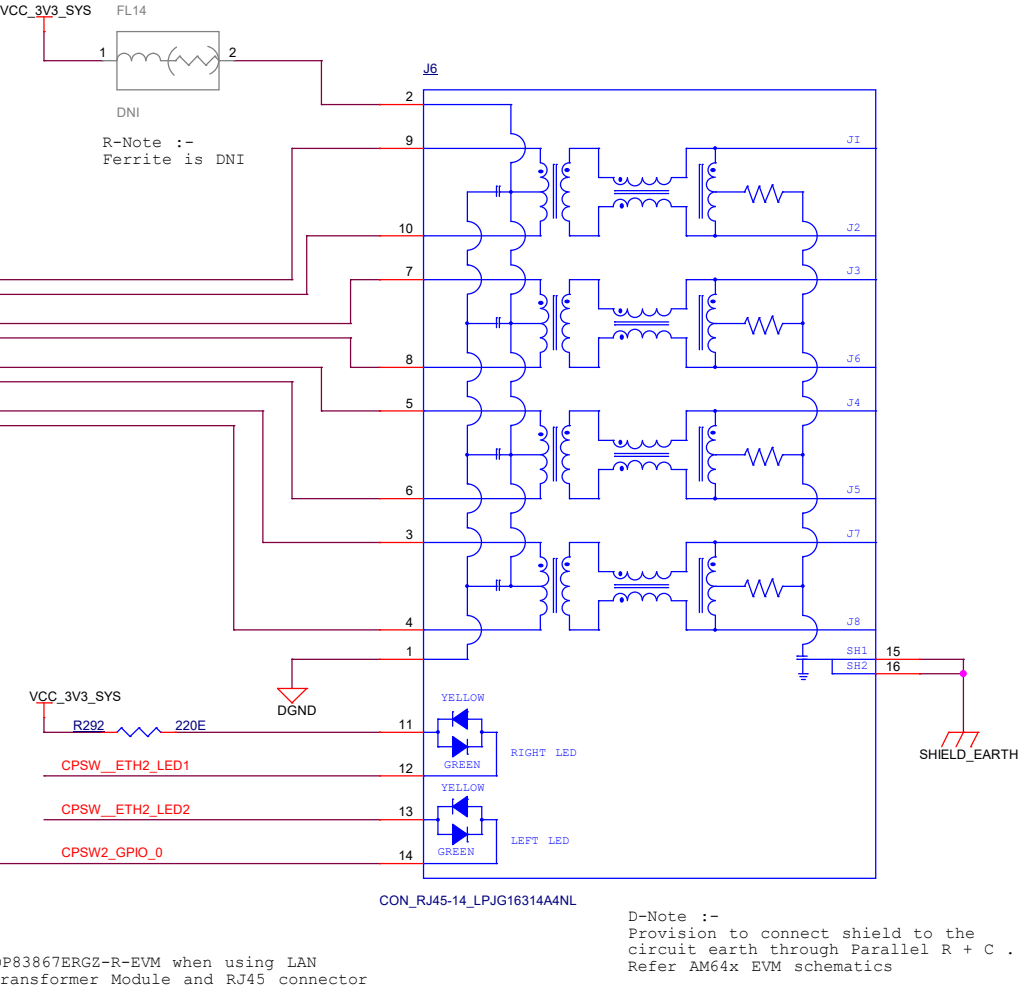 VCC_3V3_SYS
FL14
1
2
DNI
R-Note :-
Ferrite is DNI
J6
2
9
10
7
8
5
6
3
4
1
JI
J2
J3
J6
J4
J5
J7
J8
SH1
SH2
15
16
DGND
SHIELD_EARTH
VCC_3V3_SYS
R292
220E
11
CPSW__ETH2_LED1
12
CPSW__ETH2_LED2
13
CPSW2_GPIO_0
14
YELLOW
GREEN
RIGHT LED
YELLOW
GREEN
LEFT LED
CON_RJ45-14_LPJG16314A4NL
D-Note :-
Provision to connect shield to the
circuit earth through Parallel R + C .
Refer AM64x EVM schematics
P83867ERGZ-R-EVM when using LAN
ransformer Module and RJ45 connector